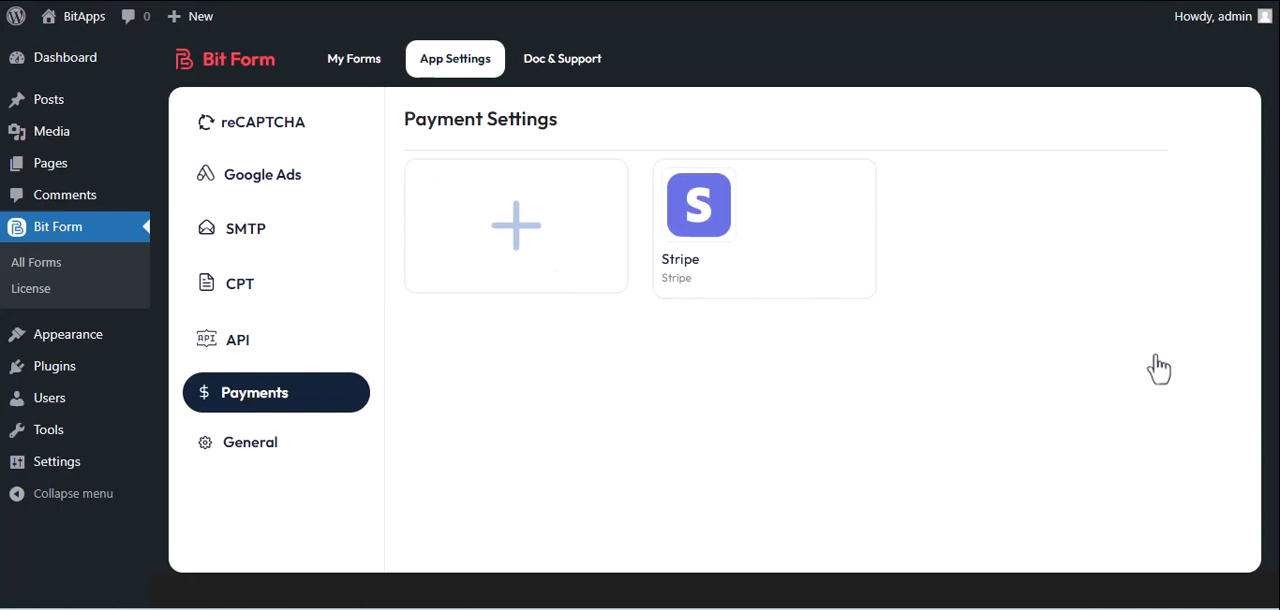 BitApps 0 New Howdy, admin
Dashboard
Posts
Media
Pages
Comments
Bit Form
All Forms
License
Appearance
Plugins
Users
Tools
Settings
Collapse menu
Bit Form My Forms App Settings Doc & Support
reCAPTCHA
Google Ads
SMTP
CPT
API API
$ Payments
General
Payment Settings
S
Stripe
Stripe